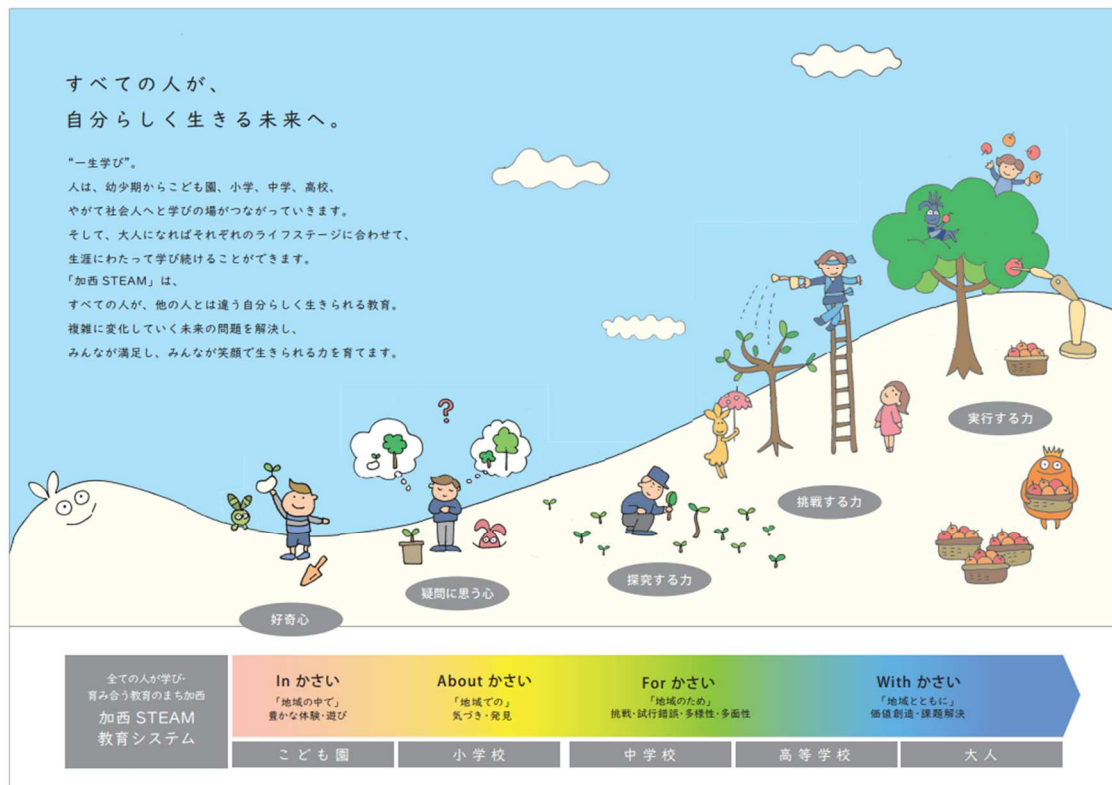 すべての人が、
自分らしく生きる未来へ。
“一生学び”。
人は、幼少期からこども園、小学、中学、高校、
やがて社会人へと学びの場がつながっていきます。
そして、大人になればそれぞれのライフステージに合わせて、
生涯にわたって学び続けることができます。
「加西 STEAM」は、
すべての人が、他の人とは違う自分らしく生きられる教育。
複雑に変化していく未来の問題を解決し、
みんなが満足し、みんなが笑顔で生きられる力を育てます。
?
実行する力
挑戦する力
探究する力
疑問に思う心
好奇心
全ての人が学び・
育み合う教育のまち加西
加西 STEAM
教育システム
In かさい
「地域の中で」
豊かな体験・遊び
About かさい
「地域での」
気づき・発見
For かさい
「地域のため」
挑戦・試行錯誤・多様性・多面性
With かさい
「地域とともに」
価値創造・課題解決
こども園
小学校
中学校
高等学校
大人